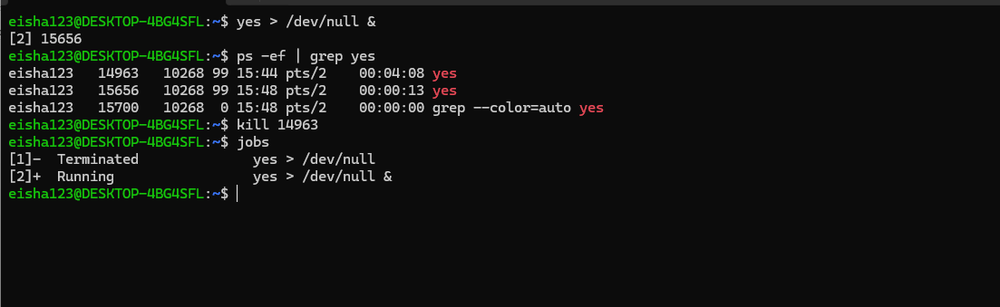 eisha123@DESKTOP-4BG4SFL:~$ yes > /dev/null &
[2] 15656
eisha123@DESKTOP-4BG4SFL:~$ ps -ef | grep yes
eisha123   14963   10268 99 15:44 pts/2    00:04:08 yes
eisha123   15656   10268 99 15:48 pts/2    00:00:13 yes
eisha123   15700   10268  0 15:48 pts/2    00:00:00 grep --color=auto yes
eisha123@DESKTOP-4BG4SFL:~$ kill 14963
eisha123@DESKTOP-4BG4SFL:~$ jobs
[1]-  Terminated              yes > /dev/null
[2]+  Running                 yes > /dev/null &
eisha123@DESKTOP-4BG4SFL:~$